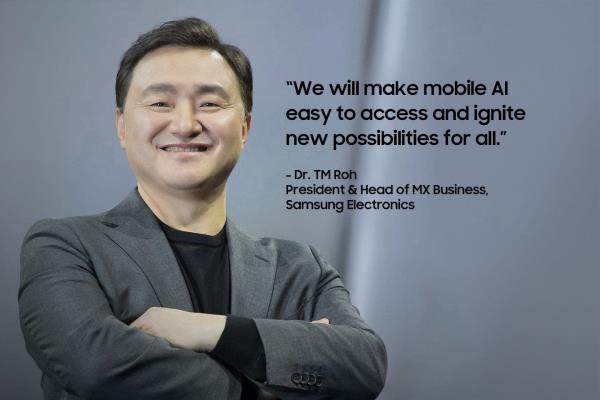 “We will make mobile AI
easy to access and ignite
new possibilities for all.”
– Dr. TM Roh
President & Head of MX Business,
Samsung Electronics